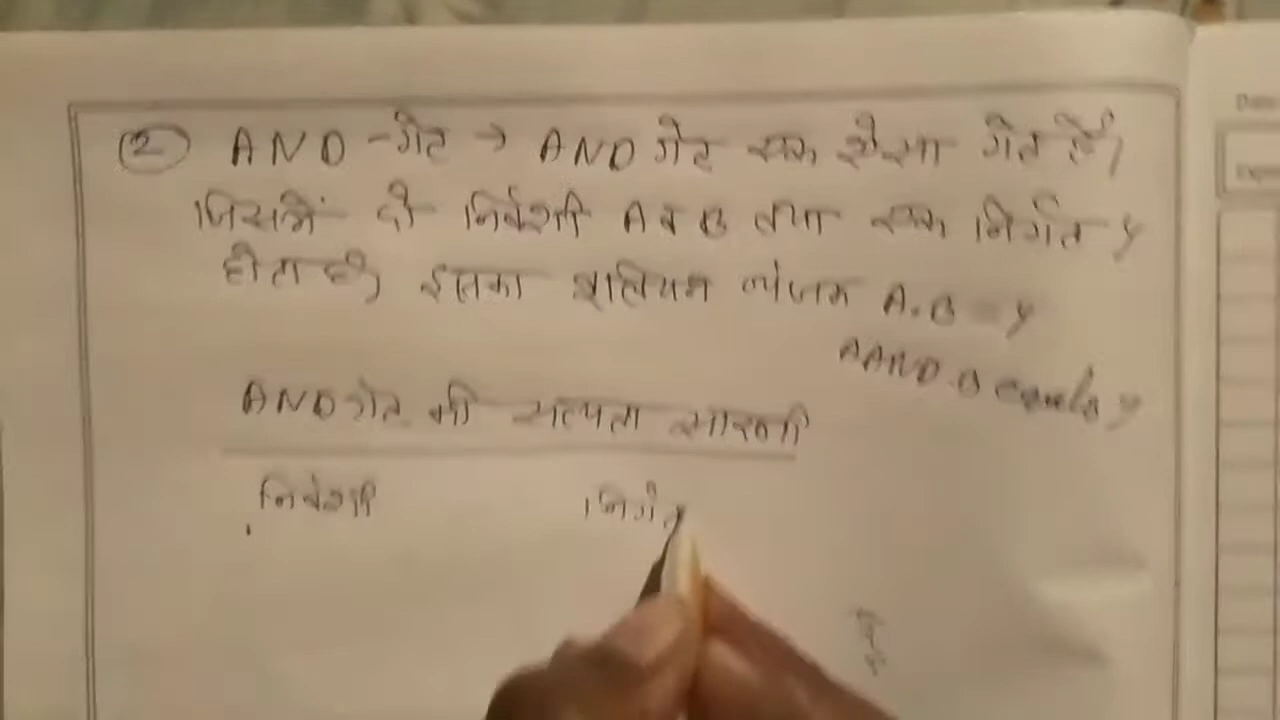 ② AND -गेट → AND गेट एक ऐसा गेट है।
जिसमें दो निवेशी A व B तथा एक निर्गत y
होता है, इसका बुलियन व्यंजक A.B = y
A AND B equals y
AND गेट की सत्यता सारणी
निवेशी निर्गत